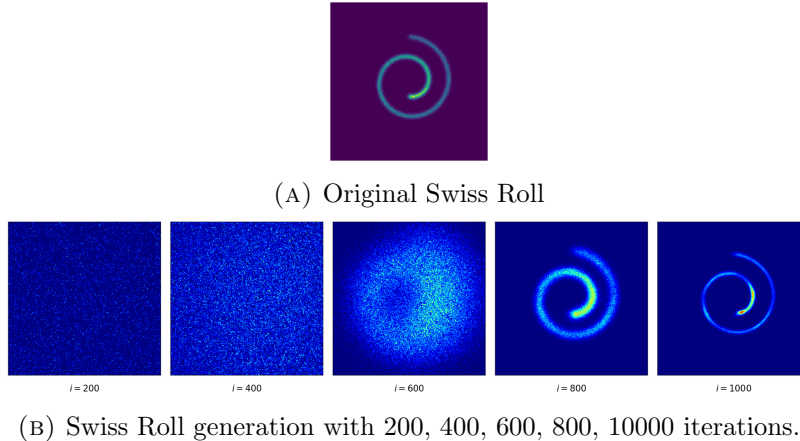 (A) Original Swiss Roll
i = 200
i = 400
i = 600
i = 800
i = 1000
(B) Swiss Roll generation with 200, 400, 600, 800, 10000 iterations.